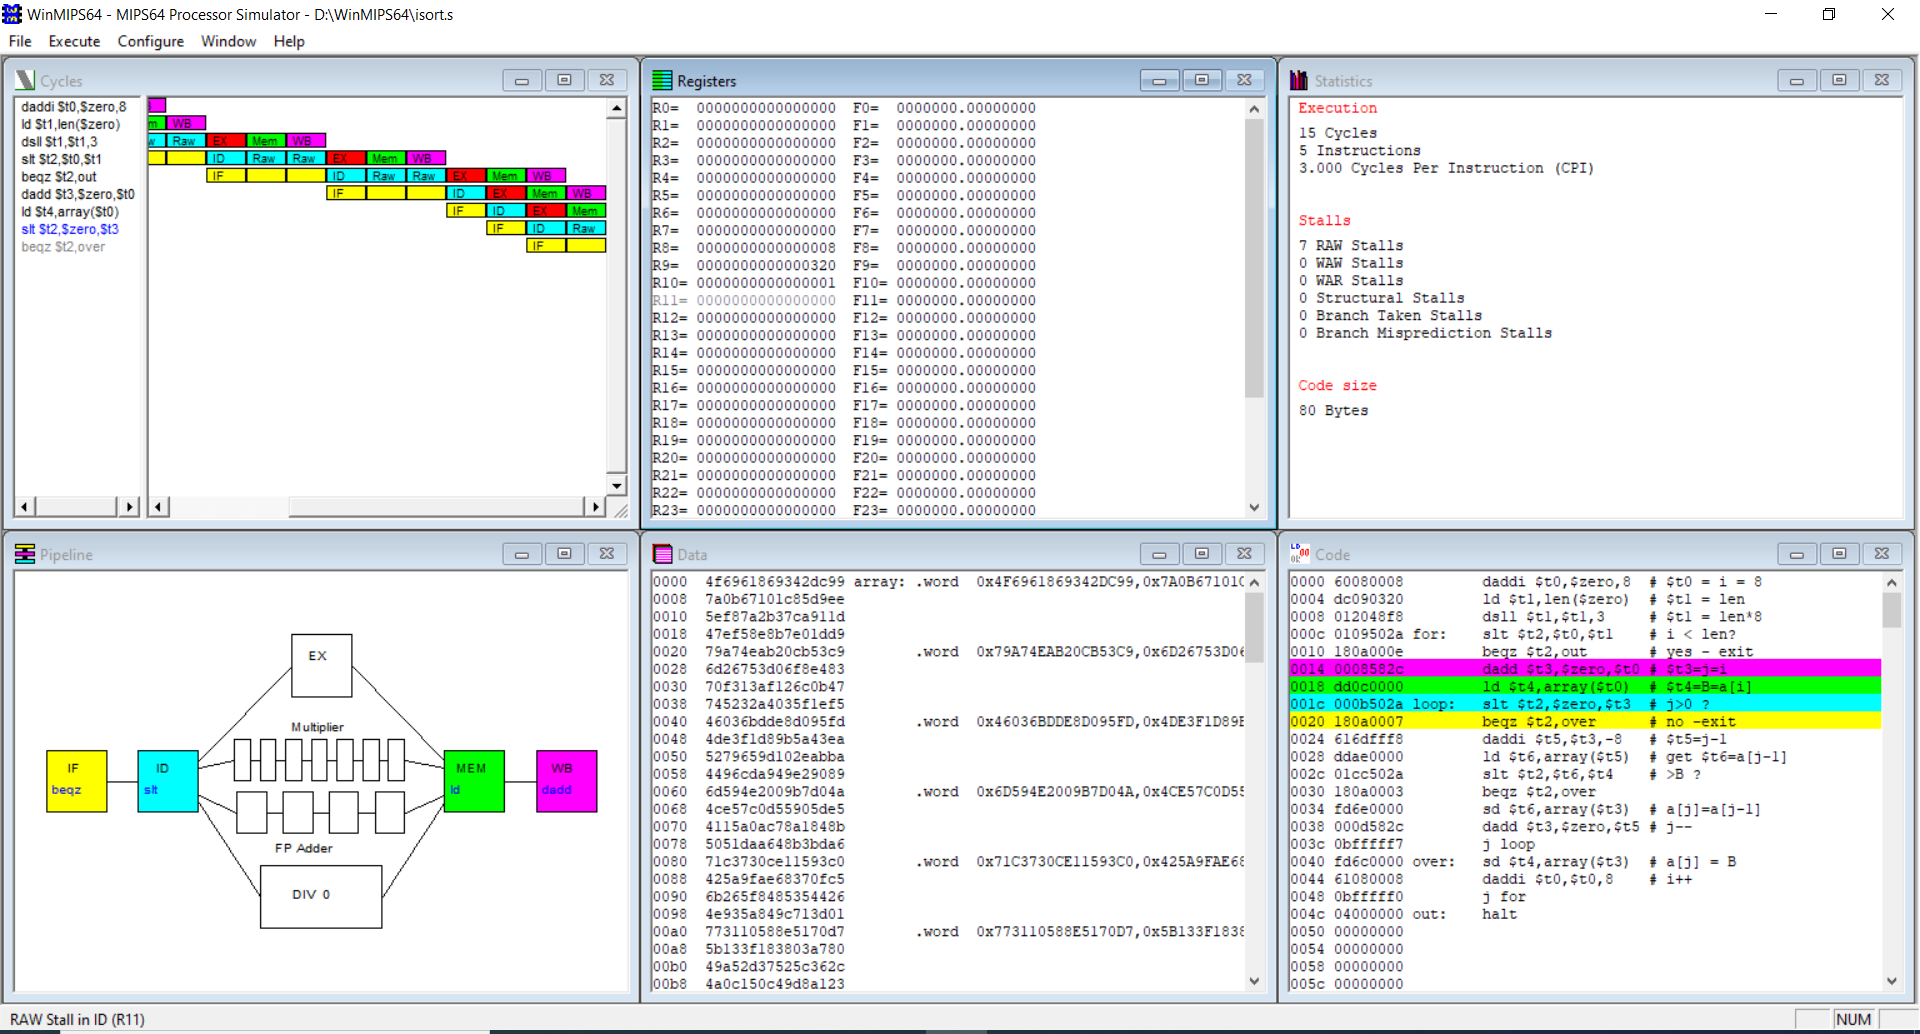 WinMIPS64 - MIPS64 Processor Simulator - D:\WinMIPS64\isort.s
File Execute Configure Window Help
Cycles
daddi $t0,$zero,8
ld $t1,len($zero) WB
dsll $t1,$t1,3 Raw EX Mem WB
slt $t2,$t0,$t1 ID Raw Raw EX Mem WB
beqz $t2,out IF ID Raw Raw EX Mem WB
dadd $t3,$zero,$t0 IF ID EX Mem WB
ld $t4,array($t0) IF ID EX Mem
slt $t2,$zero,$t3 IF ID Raw
beqz $t2,over IF
Registers
R0= 0000000000000000 F0= 0000000.00000000
R1= 0000000000000000 F1= 0000000.00000000
R2= 0000000000000000 F2= 0000000.00000000
R3= 0000000000000000 F3= 0000000.00000000
R4= 0000000000000000 F4= 0000000.00000000
R5= 0000000000000000 F5= 0000000.00000000
R6= 0000000000000000 F6= 0000000.00000000
R7= 0000000000000000 F7= 0000000.00000000
R8= 0000000000000008 F8= 0000000.00000000
R9= 0000000000000320 F9= 0000000.00000000
R10= 0000000000000001 F10= 0000000.00000000
R11= 0000000000000000 F11= 0000000.00000000
R12= 0000000000000000 F12= 0000000.00000000
R13= 0000000000000000 F13= 0000000.00000000
R14= 0000000000000000 F14= 0000000.00000000
R15= 0000000000000000 F15= 0000000.00000000
R16= 0000000000000000 F16= 0000000.00000000
R17= 0000000000000000 F17= 0000000.00000000
R18= 0000000000000000 F18= 0000000.00000000
R19= 0000000000000000 F19= 0000000.00000000
R20= 0000000000000000 F20= 0000000.00000000
R21= 0000000000000000 F21= 0000000.00000000
R22= 0000000000000000 F22= 0000000.00000000
R23= 0000000000000000 F23= 0000000.00000000
Statistics
Execution
15 Cycles
5 Instructions
3.000 Cycles Per Instruction (CPI)
Stalls
7 RAW Stalls
0 WAW Stalls
0 WAR Stalls
0 Structural Stalls
0 Branch Taken Stalls
0 Branch Misprediction Stalls
Code size
80 Bytes
Pipeline
EX
Multiplier
IF ID MEM WB
beqz slt ld dadd
FP Adder
DIV 0
Data
0000 4f6961869342dc99 array: .word 0x4F6961869342DC99,0x7A0B67101C
0008 7a0b67101c85d9ee
0010 5ef87a2b37ca911d
0018 47ef58e8b7e01dd9
0020 79a74eab20cb53c9 .word 0x79A74EAB20CB53C9,0x6D26753D06
0028 6d26753d06f8e483
0030 70f313af126c0b47
0038 745232a4035f1ef5
0040 46036bdde8d095fd .word 0x46036BDDE8D095FD,0x4DE3F1D89B
0048 4de3f1d89b5a43ea
0050 5279659d102eabba
0058 4496cda949e29089
0060 6d594e2009b7d04a .word 0x6D594E2009B7D04A,0x4CE57C0D55
0068 4ce57c0d55905de5
0070 4115a0ac78a1848b
0078 5051daa648b3bda6
0080 71c3730ce11593c0 .word 0x71C3730CE11593C0,0x425A9FAE68
0088 425a9fae68370fc5
0090 6b265f8485354426
0098 4e935a849c713d01
00a0 773110588e5170d7 .word 0x773110588E5170D7,0x5B133F1838
00a8 5b133f183803a780
00b0 49a52d37525c362c
00b8 4a0c150c49d8a123
Code
0000 60080008 daddi $t0,$zero,8 # $t0 = i = 8
0004 dc090320 ld $t1,len($zero) # $t1 = len
0008 012048f8 dsll $t1,$t1,3 # $t1 = len*8
000c 0109502a for: slt $t2,$t0,$t1 # i < len?
0010 180a000e beqz $t2,out # yes - exit
0014 0008582c dadd $t3,$zero,$t0 # $t3=j=i
0018 dd0c0000 ld $t4,array($t0) # $t4=B=a[i]
001c 000b502a loop: slt $t2,$zero,$t3 # j>0 ?
0020 180a0007 beqz $t2,over # no -exit
0024 616dfff8 daddi $t5,$t3,-8 # $t5=j-1
0028 ddae0000 ld $t6,array($t5) # get $t6=a[j-1]
002c 01cc502a slt $t2,$t6,$t4 # >B ?
0030 180a0003 beqz $t2,over
0034 fd6e0000 sd $t6,array($t3) # a[j]=a[j-1]
0038 000d582c dadd $t3,$zero,$t5 # j--
003c 0bfffff7 j loop
0040 fd6c0000 over: sd $t4,array($t3) # a[j] = B
0044 61080008 daddi $t0,$t0,8 # i++
0048 0bfffff0 j for
004c 04000000 out: halt
0050 00000000
0054 00000000
0058 00000000
005c 00000000
RAW Stall in ID (R11)
NUM